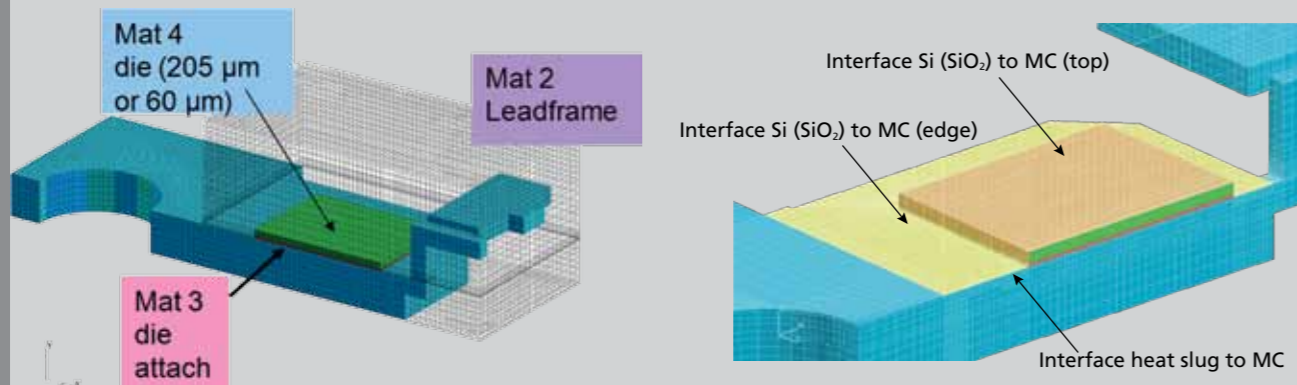 Mat 4
die (205 µm
or 60 µm)
Mat 2
Leadframe
Mat 3
die
attach
Interface Si (SiO₂) to MC (top)
Interface Si (SiO₂) to MC (edge)
Interface heat slug to MC